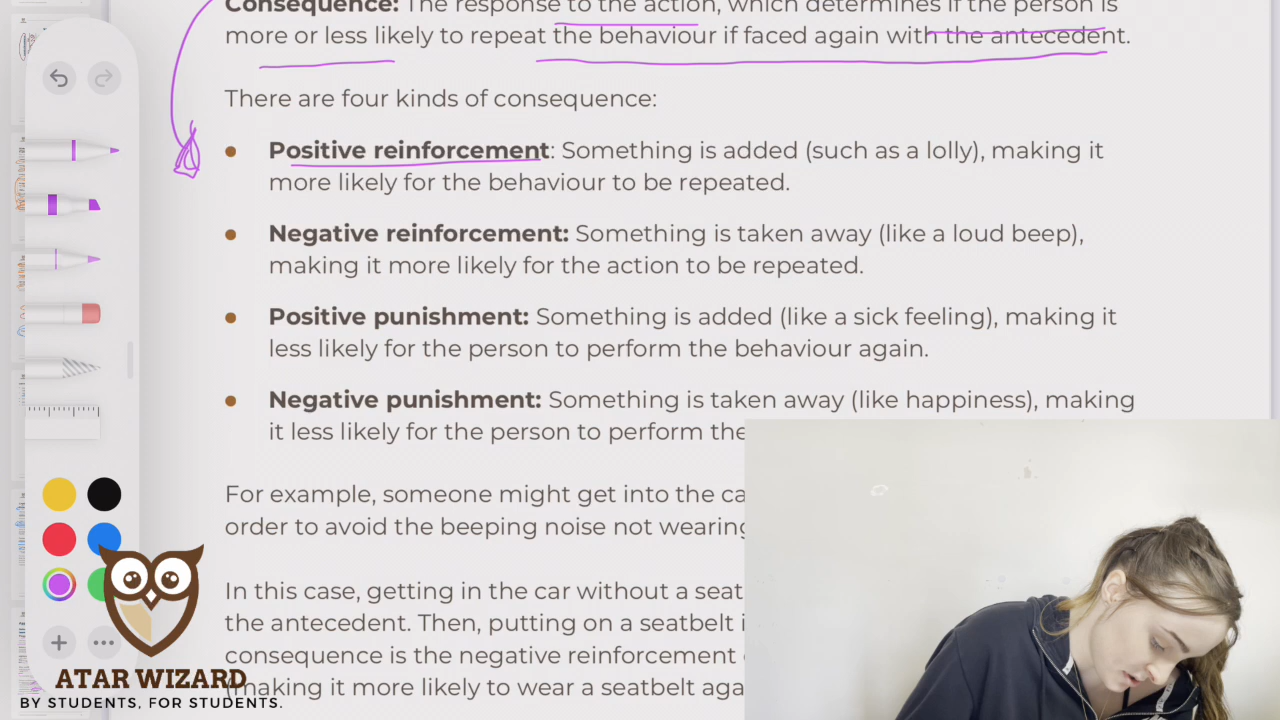 Consequence: The response to the action, which determines if the person is
more or less likely to repeat the behaviour if faced again with the antecedent.
There are four kinds of consequence:
Positive reinforcement: Something is added (such as a lolly), making it
more likely for the behaviour to be repeated.
Negative reinforcement: Something is taken away (like a loud beep),
making it more likely for the action to be repeated.
Positive punishment: Something is added (like a sick feeling), making it
less likely for the person to perform the behaviour again.
Negative punishment: Something is taken away (like happiness), making
it less likely for the person to perform the
For example, someone might get into the
order to avoid the beeping noise not wearing
In this case, getting in the car without a
the antecedent. Then, putting on a seatbelt
consequence is the negative reinforcement
making it more likely to wear a seatbelt
ATAR WIZARD
BY STUDENTS, FOR STUDENTS.